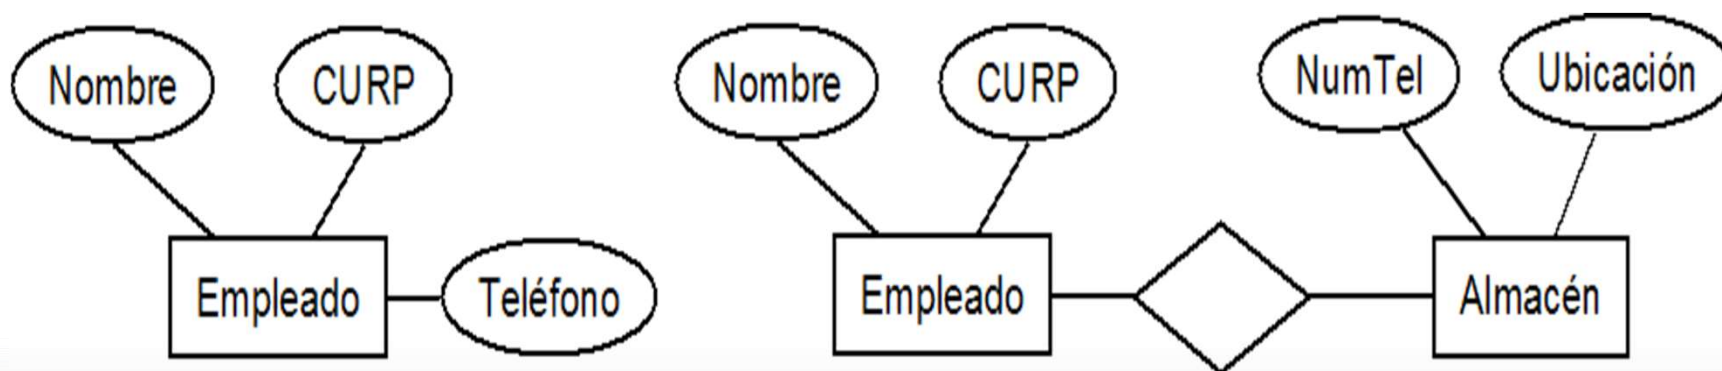 Nombre
CURP
Empleado
Teléfono
Nombre
CURP
NumTel
Ubicación
Empleado
Almacén